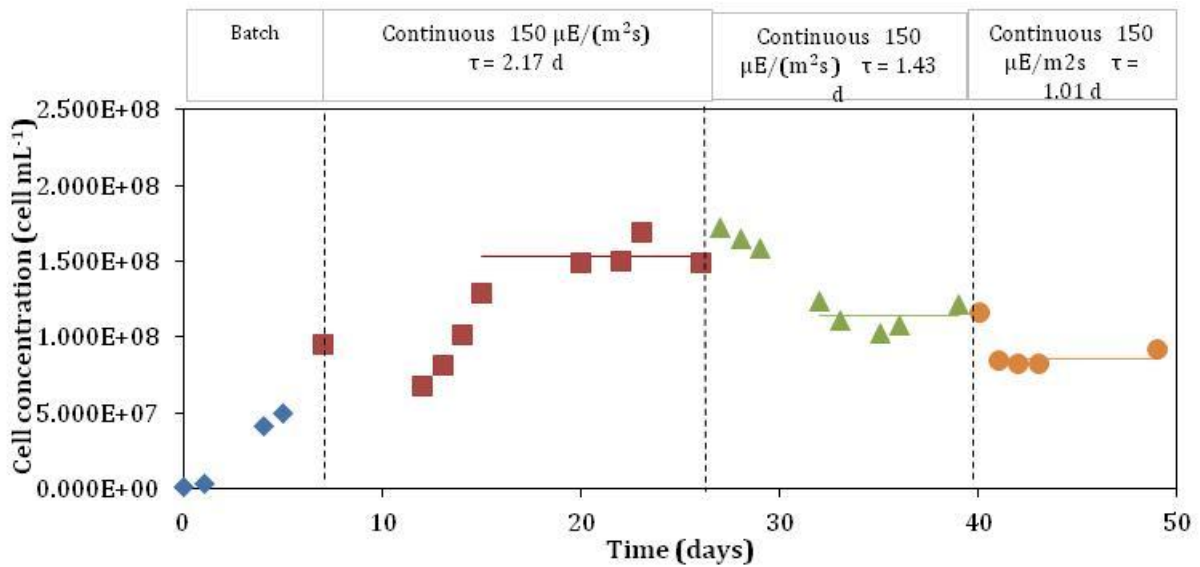 Batch
Continuous 150 μE/(m²s)
τ = 2.17 d
Continuous 150
μE/(m²s) τ = 1.43
d
Continuous 150
μE/m2s τ =
1.01 d
Cell concentration (cell mL⁻¹)
2.500E+08
2.000E+08
1.500E+08
1.000E+08
5.000E+07
0.000E+00
0 10 20 30 40 50
Time (days)